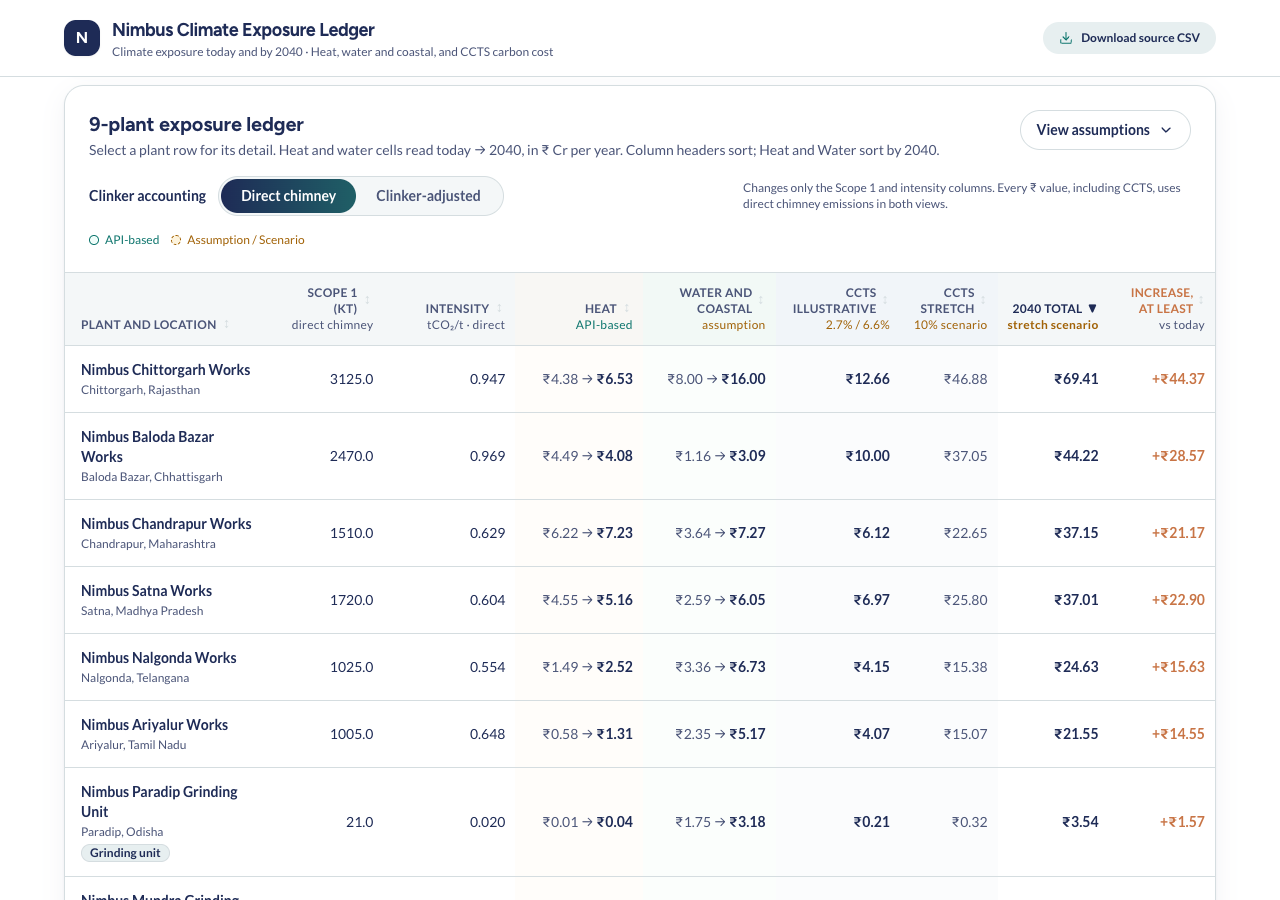 N
Nimbus Climate Exposure Ledger
Climate exposure today and by 2040 · Heat, water and coastal, and CCTS carbon cost
Download source CSV
9-plant exposure ledger
Select a plant row for its detail. Heat and water cells read today → 2040, in ₹ Cr per year. Column headers sort; Heat and Water sort by 2040.
View assumptions
Clinker accounting
Direct chimney
Clinker-adjusted
Changes only the Scope 1 and intensity columns. Every ₹ value, including CCTS, uses
direct chimney emissions in both views.
API-based
Assumption / Scenario
PLANT AND LOCATION
SCOPE 1
(KT)
direct chimney
INTENSITY
tCO₂/t · direct
HEAT
API-based
WATER AND
COASTAL
assumption
CCTS
ILLUSTRATIVE
2.7% / 6.6%
CCTS
STRETCH
10% scenario
2040 TOTAL ▼
stretch scenario
INCREASE,
AT LEAST
vs today
Nimbus Chittorgarh Works
Chittorgarh, Rajasthan
3125.0
0.947
₹4.38 → ₹6.53
₹8.00 → ₹16.00
₹12.66
₹46.88
₹69.41
+₹44.37
Nimbus Baloda Bazar
Works
Baloda Bazar, Chhattisgarh
2470.0
0.969
₹4.49 → ₹4.08
₹1.16 → ₹3.09
₹10.00
₹37.05
₹44.22
+₹28.57
Nimbus Chandrapur Works
Chandrapur, Maharashtra
1510.0
0.629
₹6.22 → ₹7.23
₹3.64 → ₹7.27
₹6.12
₹22.65
₹37.15
+₹21.17
Nimbus Satna Works
Satna, Madhya Pradesh
1720.0
0.604
₹4.55 → ₹5.16
₹2.59 → ₹6.05
₹6.97
₹25.80
₹37.01
+₹22.90
Nimbus Nalgonda Works
Nalgonda, Telangana
1025.0
0.554
₹1.49 → ₹2.52
₹3.36 → ₹6.73
₹4.15
₹15.38
₹24.63
+₹15.63
Nimbus Ariyalur Works
Ariyalur, Tamil Nadu
1005.0
0.648
₹0.58 → ₹1.31
₹2.35 → ₹5.17
₹4.07
₹15.07
₹21.55
+₹14.55
Nimbus Paradip Grinding
Unit
Paradip, Odisha
Grinding unit
21.0
0.020
₹0.01 → ₹0.04
₹1.75 → ₹3.18
₹0.21
₹0.32
₹3.54
+₹1.57
Nimbus Mundra Grinding